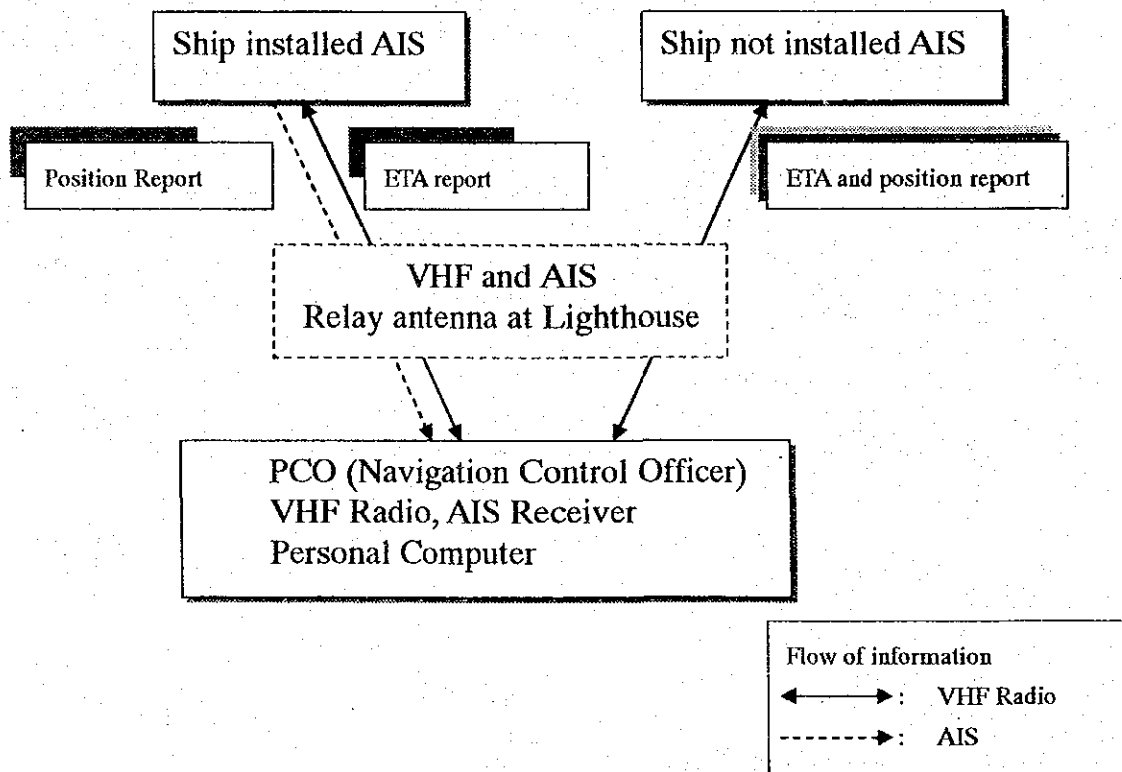 Ship installed AIS
Ship not installed AIS
Position Report
ETA report
ETA and position report
VHF and AIS
Relay antenna at Lighthouse
PCO (Navigation Control Officer)
VHF Radio, AIS Receiver
Personal Computer
Flow of information
: VHF Radio
: AIS